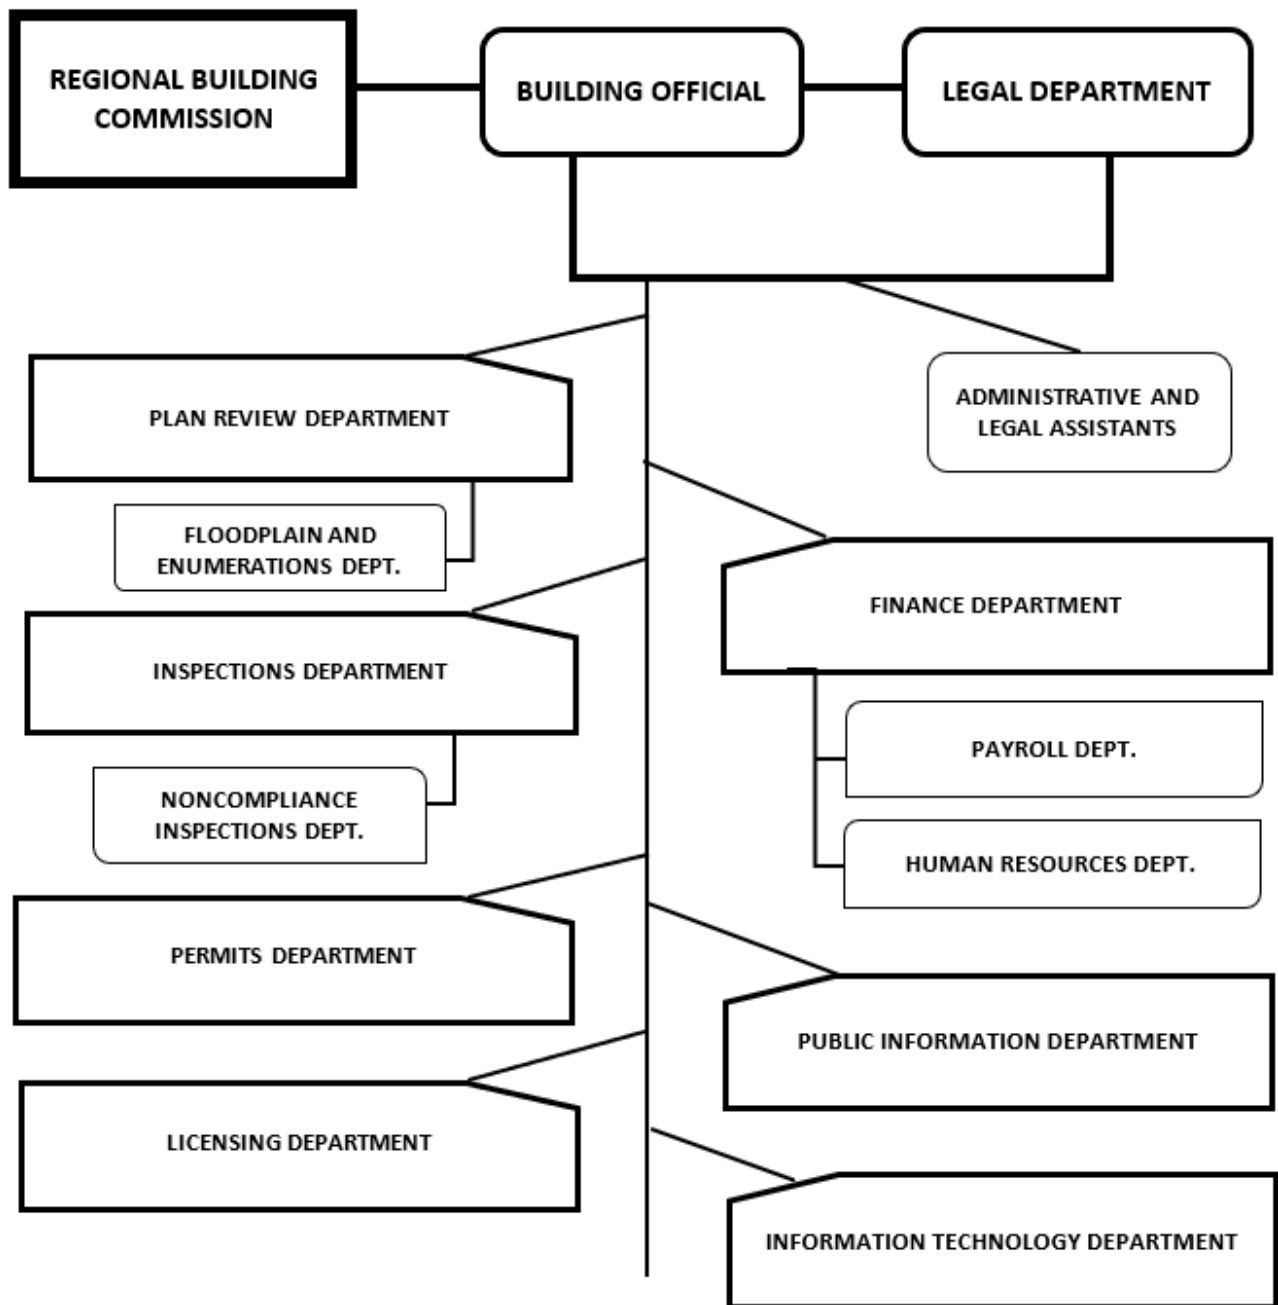 REGIONAL BUILDING
COMMISSION
BUILDING OFFICIAL
LEGAL DEPARTMENT
PLAN REVIEW DEPARTMENT
ADMINISTRATIVE AND
LEGAL ASSISTANTS
FLOODPLAIN AND
ENUMERATIONS DEPT.
FINANCE DEPARTMENT
INSPECTIONS DEPARTMENT
PAYROLL DEPT.
NONCOMPLIANCE
INSPECTIONS DEPT.
HUMAN RESOURCES DEPT.
PERMITS DEPARTMENT
PUBLIC INFORMATION DEPARTMENT
LICENSING DEPARTMENT
INFORMATION TECHNOLOGY DEPARTMENT